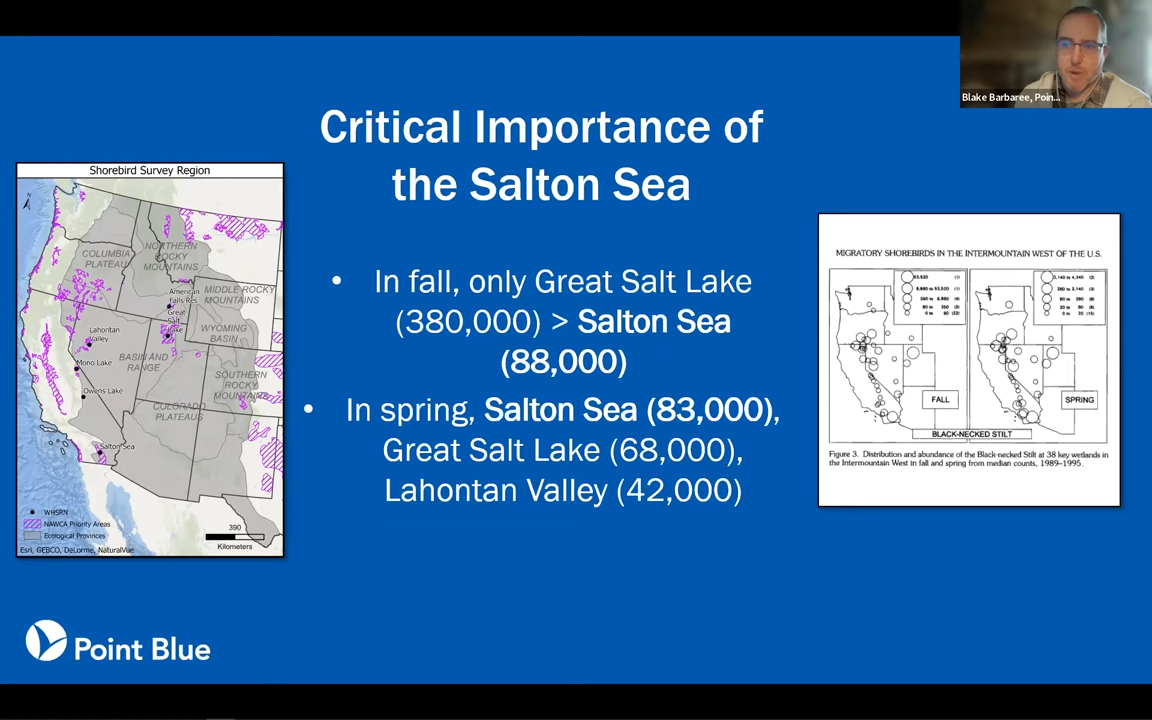 Blake Barbaree, Poin...
Critical Importance of
the Salton Sea
Shorebird Survey Region
N
COLUMBIA
PLATEAU
NORTHERN
ROCKY
MOUNTAINS
American
Falls Res
MIDDLE ROCKY
MOUNTAINS
Great
Salt
Lake
WYOMING
BASIN
Lahontan
Valley
BASIN AND
RANGE
Mono Lake
SOUTHERN
ROCKY
MOUNTAINS
Owens Lake
COLORADO
PLATEAUS
Salton Sea
WHSRN
NAWCA Priority Areas
Ecological Provinces
390
Kilometers
Esri, GEBCO, DeLorme, NaturalVue
• In fall, only Great Salt Lake
(380,000) > Salton Sea
(88,000)
• In spring, Salton Sea (83,000),
Great Salt Lake (68,000),
Lahontan Valley (42,000)
MIGRATORY SHOREBIRDS IN THE INTERMOUNTAIN WEST OF THE U.S.
FALL
SPRING
BLACK-NECKED STILT
Figure 3. Distribution and abundance of the Black-necked Stilt at 38 key wetlands in
the Intermountain West in fall and spring from median counts, 1989-1995.
Point Blue